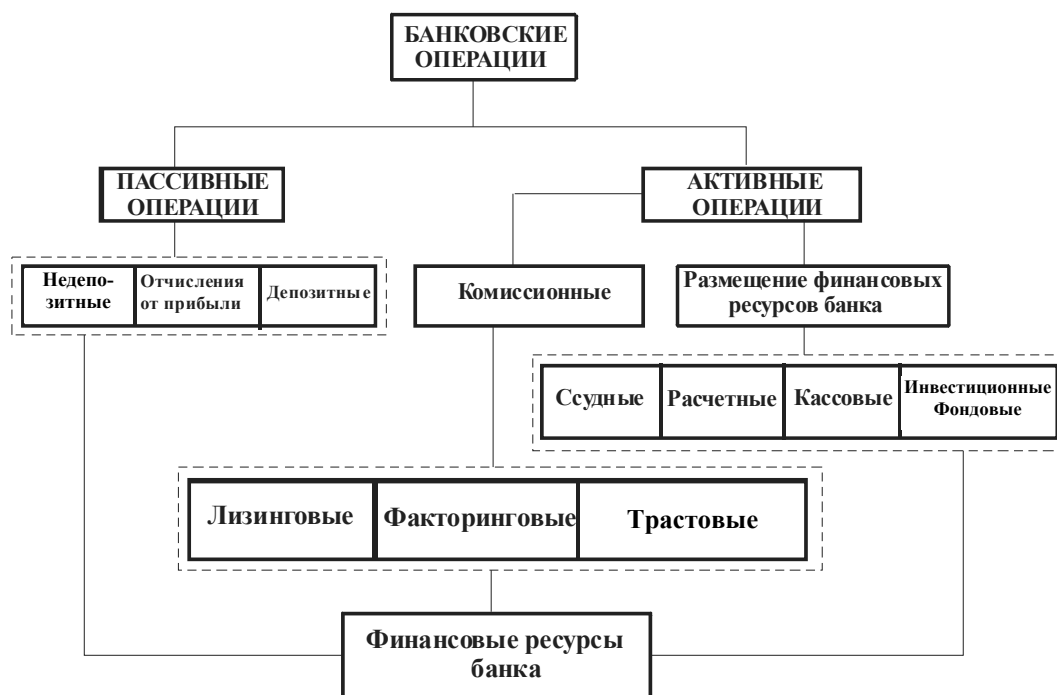 БАНКОВСКИЕ
ОПЕРАЦИИ
ПАССИВНЫЕ
ОПЕРАЦИИ
АКТИВНЫЕ
ОПЕРАЦИИ
Недепо-
зитные
Отчисления
от прибыли
Депозитные
Комиссионные
Размещение финансовых
ресурсов банка
Ссудные
Расчетные
Кассовые
Инвестиционные
Фондовые
Лизинговые
Факторинговые
Трастовые
Финансовые ресурсы
банка